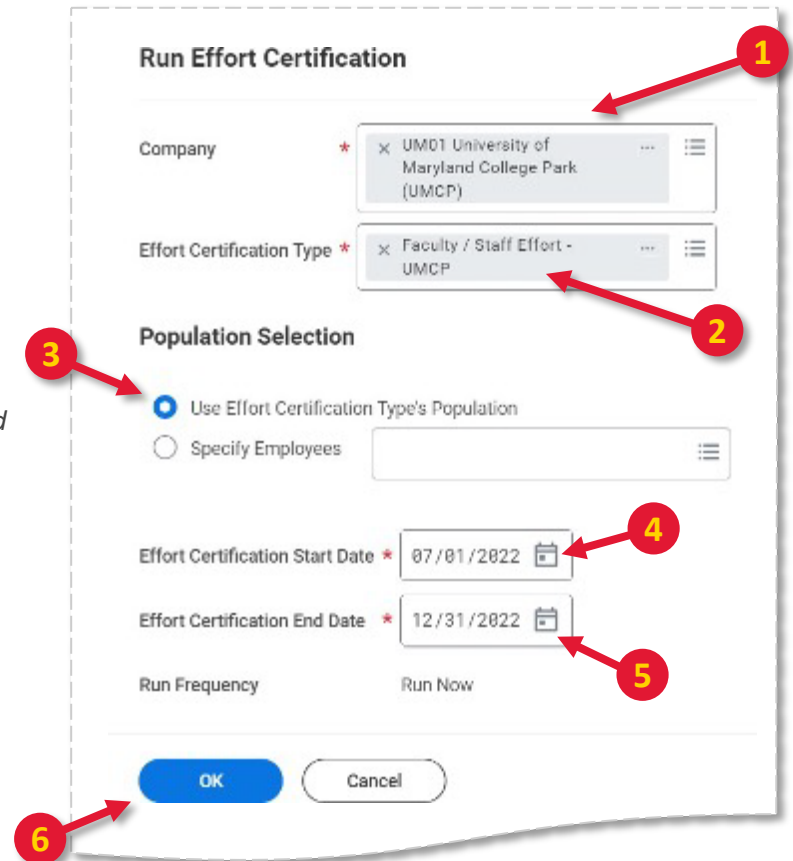 Run Effort Certification
1
Company * × UM01 University of ...
Maryland College Park
(UMCP)
Effort Certification Type * × Faculty / Staff Effort - ...
UMCP
2
Population Selection
3
Use Effort Certification Type's Population
Specify Employees
4
Effort Certification Start Date * 07/01/2022
Effort Certification End Date * 12/31/2022
5
Run Frequency Run Now
OK Cancel
6